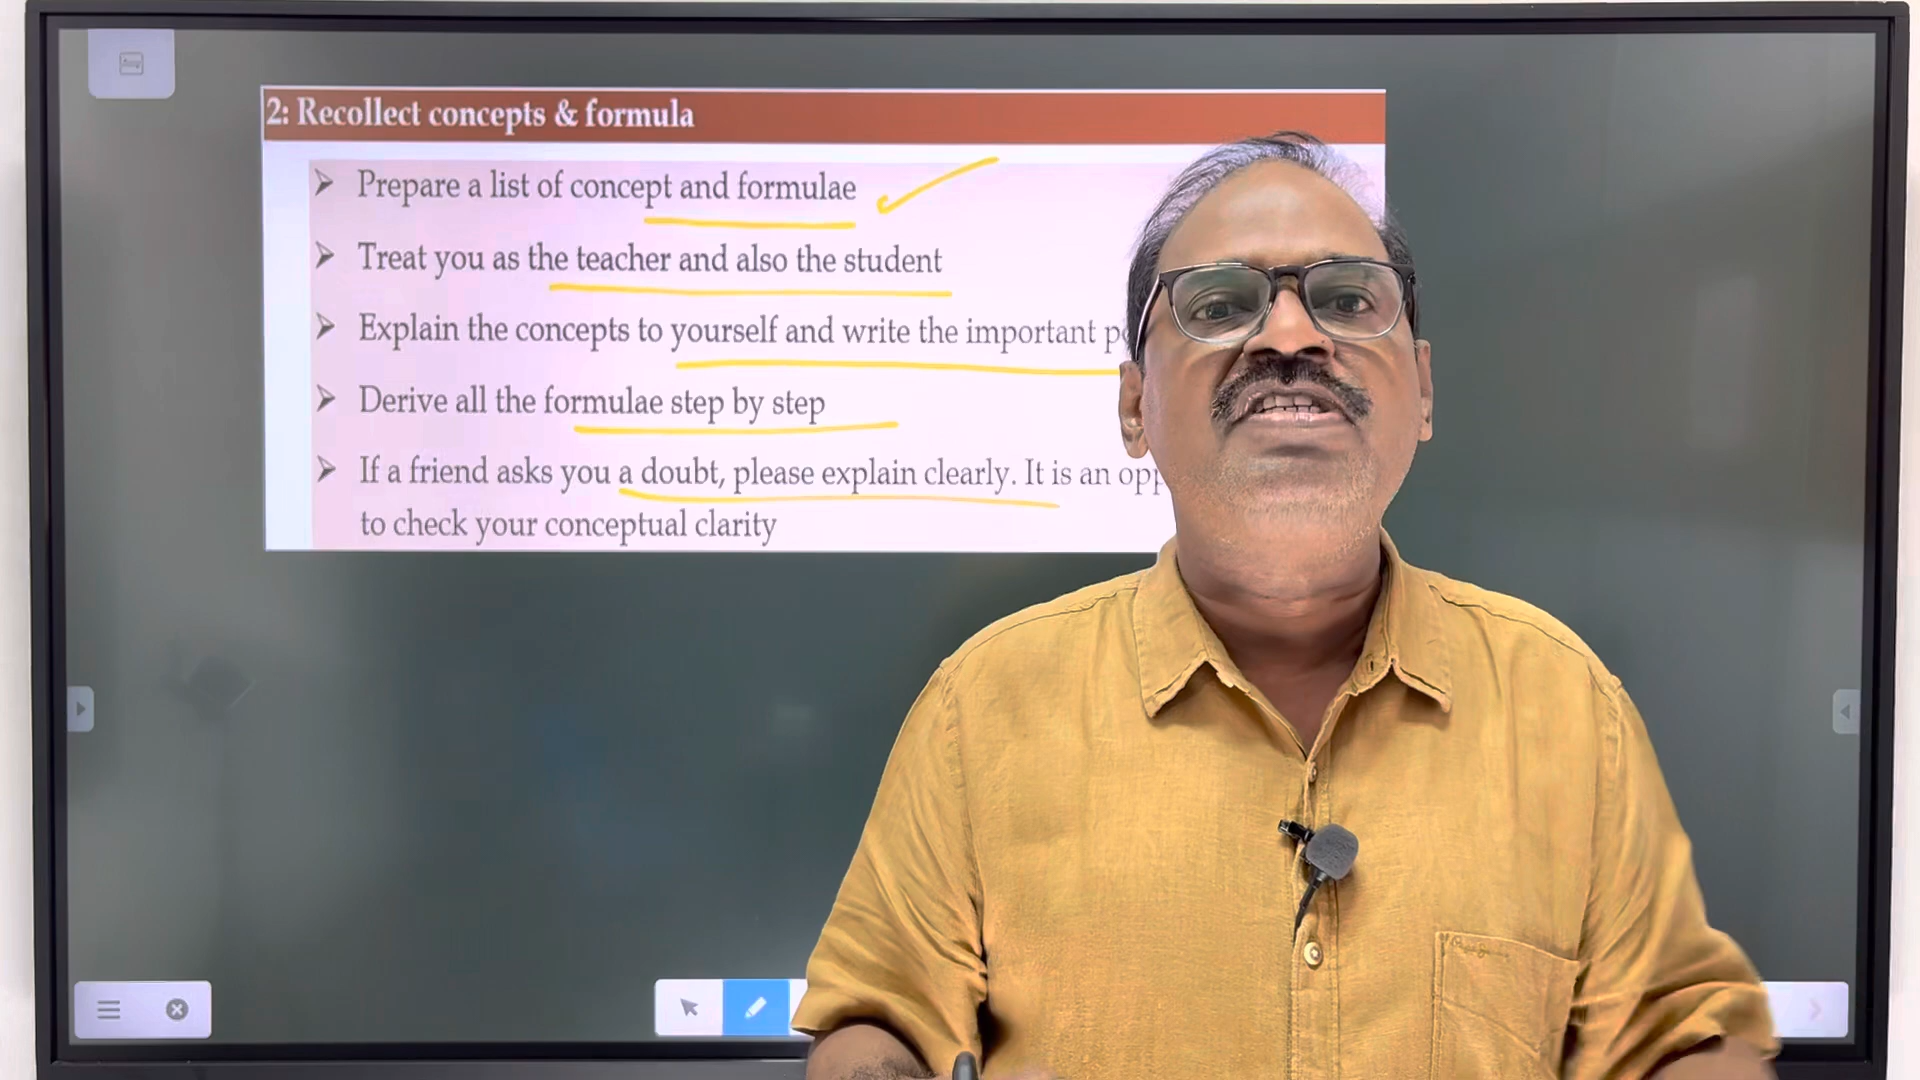 2: Recollect concepts & formula
Prepare a list of concept and formulae
Treat you as the teacher and also the student
Explain the concepts to yourself and write the important
Derive all the formulae step by step
If a friend asks you a doubt, please explain clearly. It is an
to check your conceptual clarity